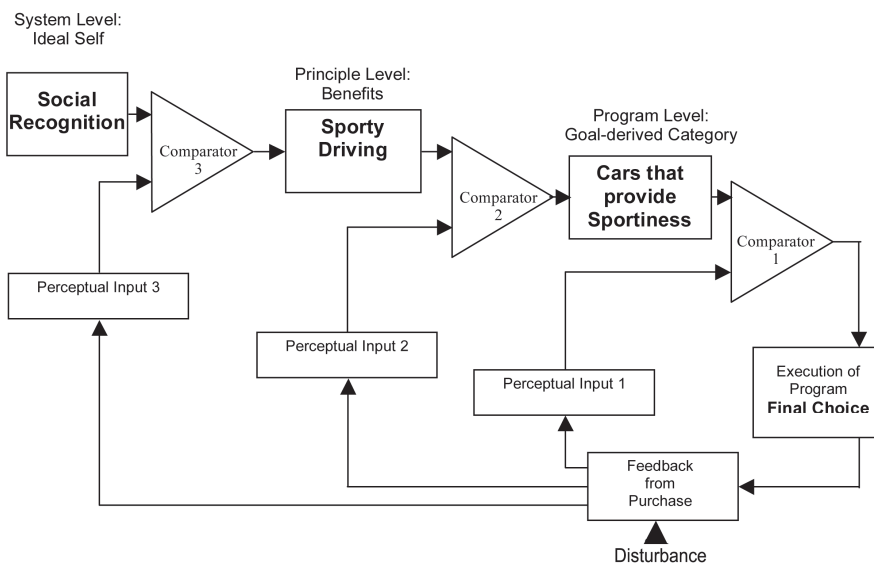 System Level:
Ideal Self
Social
Recognition
Comparator
3
Principle Level:
Benefits
Sporty
Driving
Comparator
2
Program Level:
Goal-derived Category
Cars that
provide
Sportiness
Comparator
1
Perceptual Input 3
Perceptual Input 2
Perceptual Input 1
Execution of
Program
Final Choice
Feedback
from
Purchase
Disturbance